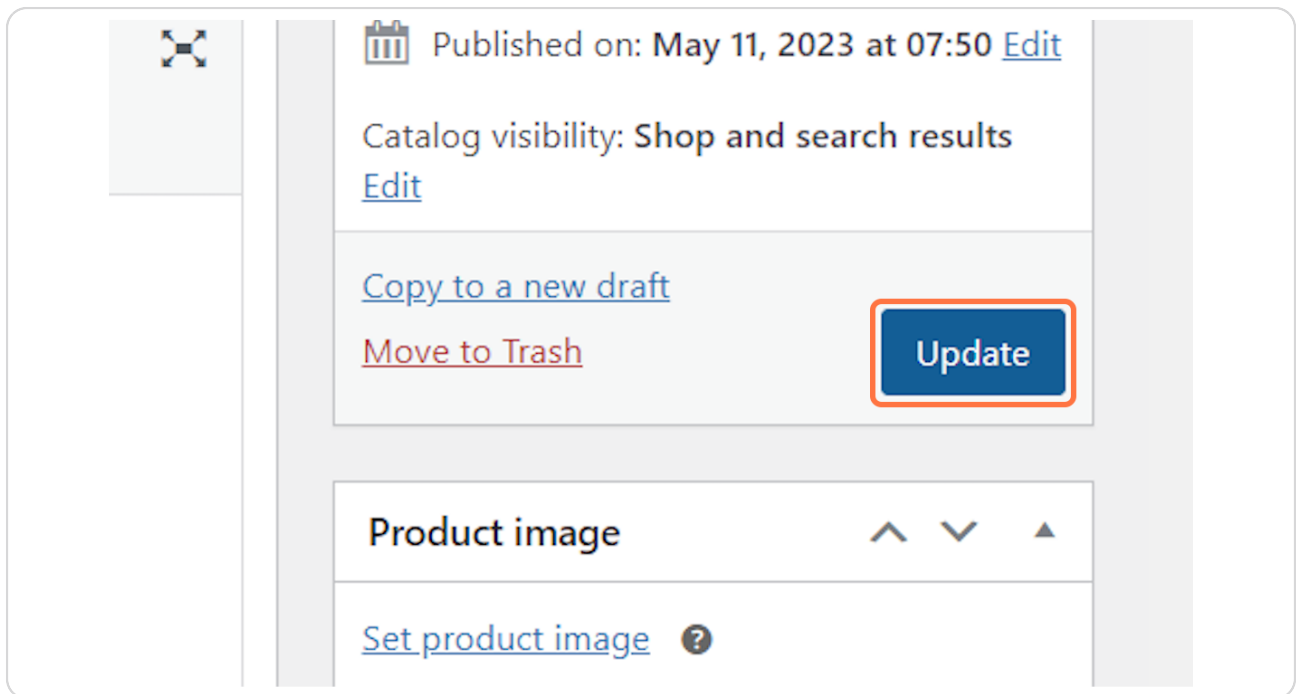 Published on: May 11, 2023 at 07:50 Edit
Catalog visibility: Shop and search results
Edit
Copy to a new draft
Move to Trash
Update
Product image
Set product image ?